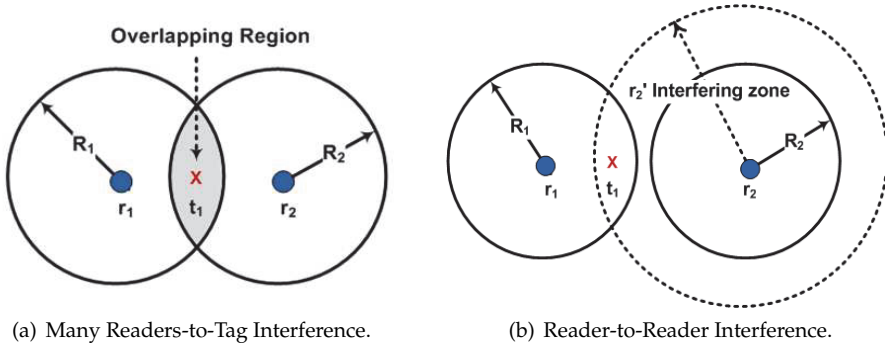 Overlapping Region
R₁
R₂
X
r₁
t₁
r₂
r₂' Interfering zone
R₁
R₂
X
r₁
t₁
r₂
(a) Many Readers-to-Tag Interference.
(b) Reader-to-Reader Interference.